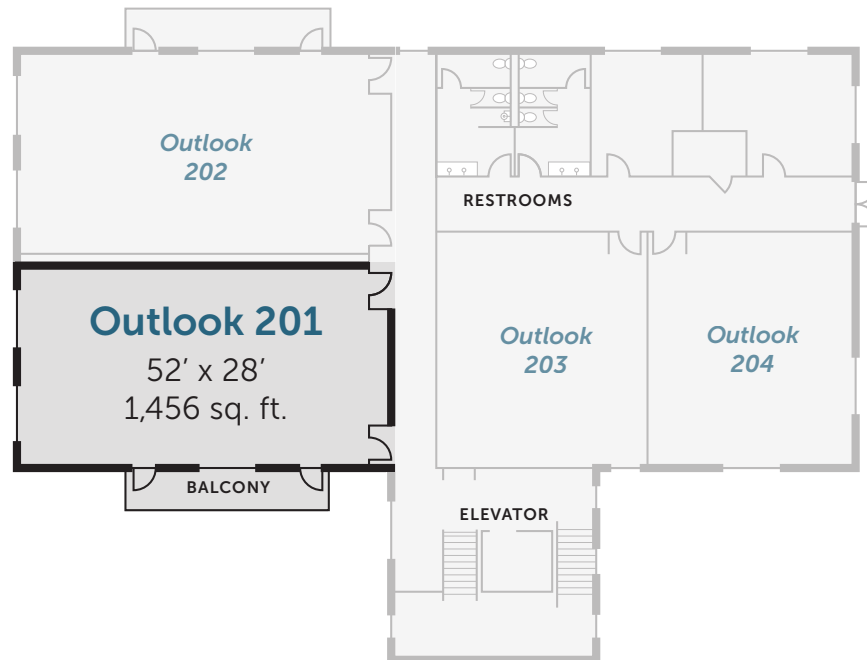 Outlook
202
RESTROOMS
Outlook 201
52’ x 28’
1,456 sq. ft.
Outlook
203
Outlook
204
BALCONY
ELEVATOR